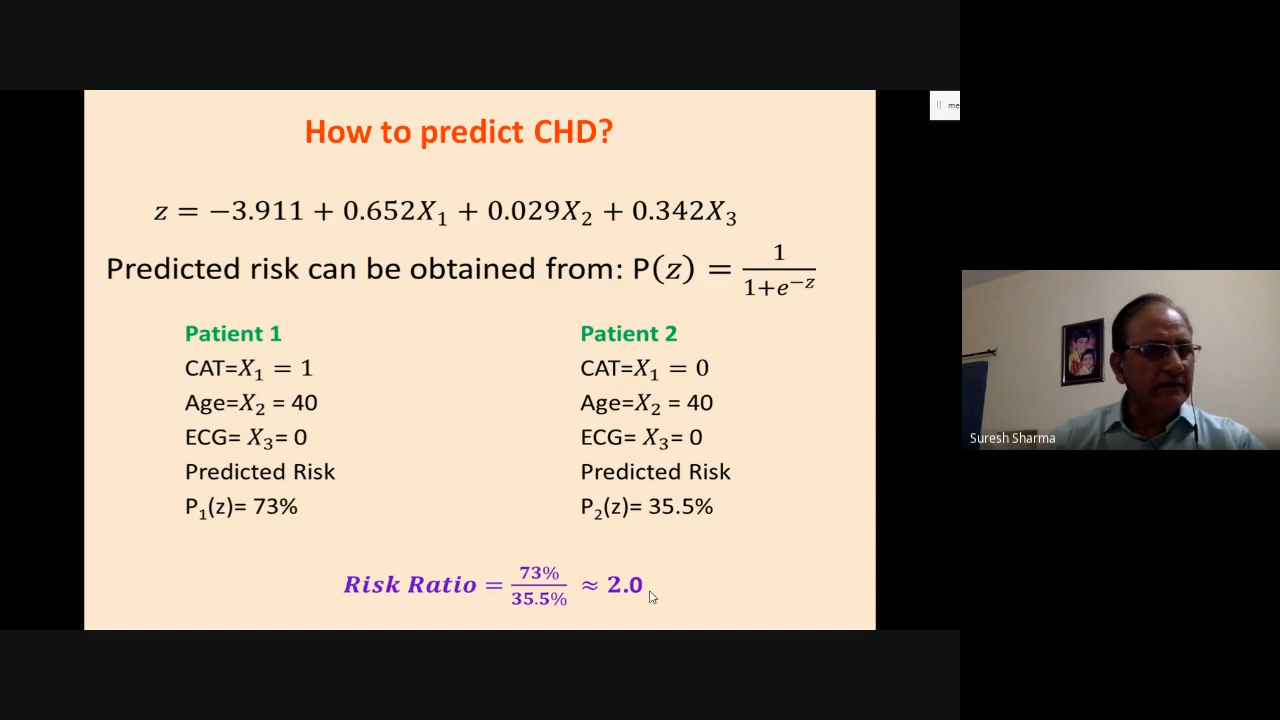 How to predict CHD?
z = −3.911 + 0.652X₁ + 0.029X₂ + 0.342X₃
Predicted risk can be obtained from: P(z) = 1/(1+e⁻ᶻ)
Patient 1
CAT=X₁ = 1
Age=X₂ = 40
ECG= X₃= 0
Predicted Risk
P₁(z)= 73%
Patient 2
CAT=X₁ = 0
Age=X₂ = 40
ECG= X₃= 0
Predicted Risk
P₂(z)= 35.5%
Risk Ratio = 73%/35.5% ≈ 2.0
me
Suresh Sharma